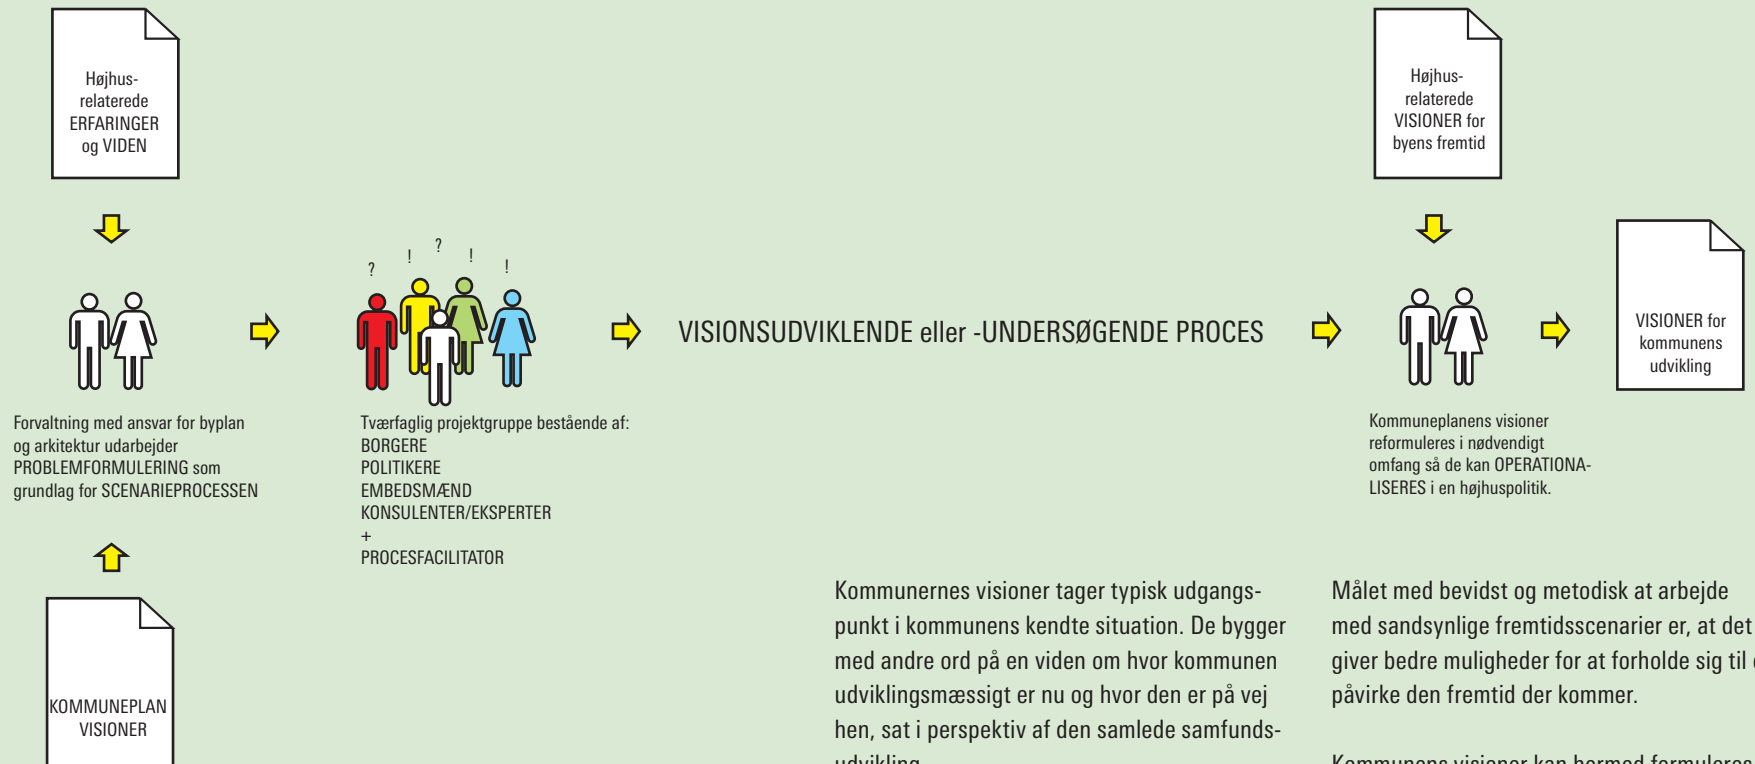 Højhus-
relaterede
ERFARINGER
og VIDEN
Forvaltning med ansvar for byplan
og arkitektur udarbejder
PROBLEMFORMULERING som
grundlag for SCENARIEPROCESSEN
KOMMUNEPLAN
VISIONER
? ! ? ! !
Tværfaglig projektgruppe bestående af:
BORGERE
POLITIKERE
EMBEDSMÆND
KONSULENTER/EKSPERTER
+
PROCESFACILITATOR
VISIONSUDVIKLENDE eller -UNDERSØGENDE PROCES
Højhus-
relaterede
VISIONER for
byens fremtid
Kommuneplanens visioner
reformuleres i nødvendigt
omfang så de kan OPERATIONA-
LISERES i en højhuspolitik.
VISIONER for
kommunens
udvikling
Kommunernes visioner tager typisk udgangs-
punkt i kommunens kendte situation. De bygger
med andre ord på en viden om hvor kommunen
udviklingsmæssigt er nu og hvor den er på vej
hen, sat i perspektiv af den samlede samfunds-
udvikling
Målet med bevidst og metodisk at arbejde
med sandsynlige fremtidsscenarier er, at det
giver bedre muligheder for at forholde sig til
påvirke den fremtid der kommer.
Kommunens visioner kan hermed formuleres